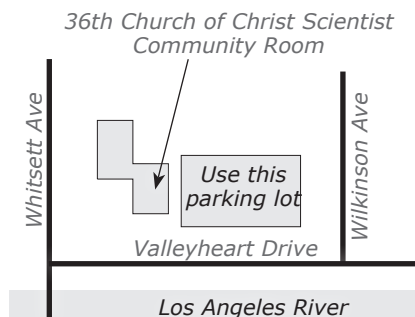 36th Church of Christ Scientist
Community Room
Whitsett Ave
Wilkinson Ave
Use this
parking lot
Valleyheart Drive
Los Angeles River